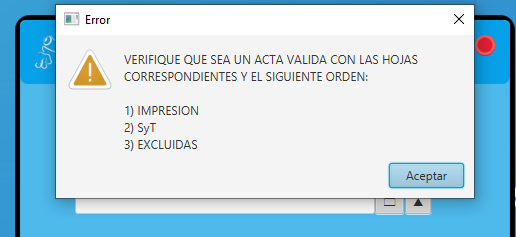 Error
VERIFIQUE QUE SEA UN ACTA VALIDA CON LAS HOJAS
CORRESPONDIENTES Y EL SIGUIENTE ORDEN:
1) IMPRESION
2) SyT
3) EXCLUIDAS
Aceptar